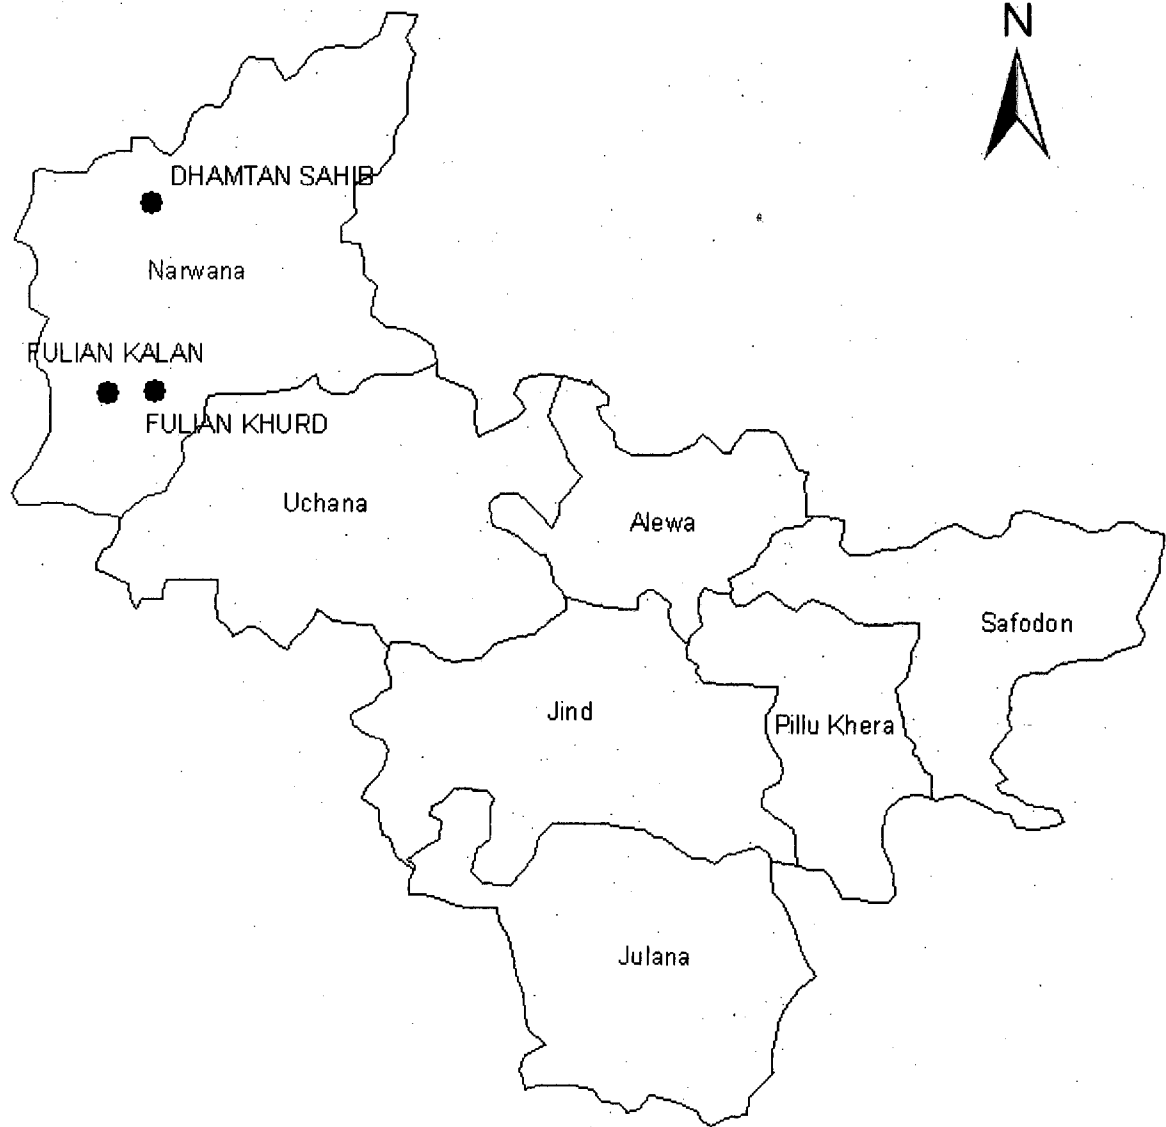 N
DHAMTAN SAHIB
Narwana
FULIAN KALAN
FULIAN KHURD
Uchana
Alewa
Safodon
Jind
Pillu Khera
Julana